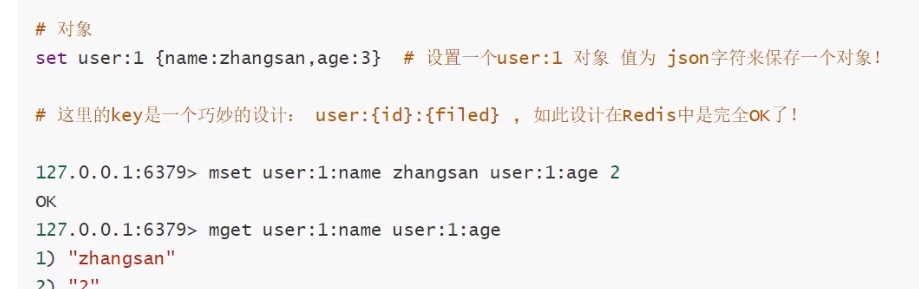 # 对象
set user:1 {name:zhangsan,age:3} # 设置一个user:1 对象 值为 json字符来保存一个对象!
# 这里的key是一个巧妙的设计: user:{id}:{filed} , 如此设计在Redis中是完全OK了!
127.0.0.1:6379> mset user:1:name zhangsan user:1:age 2
OK
127.0.0.1:6379> mget user:1:name user:1:age
1) "zhangsan"
2) "2"